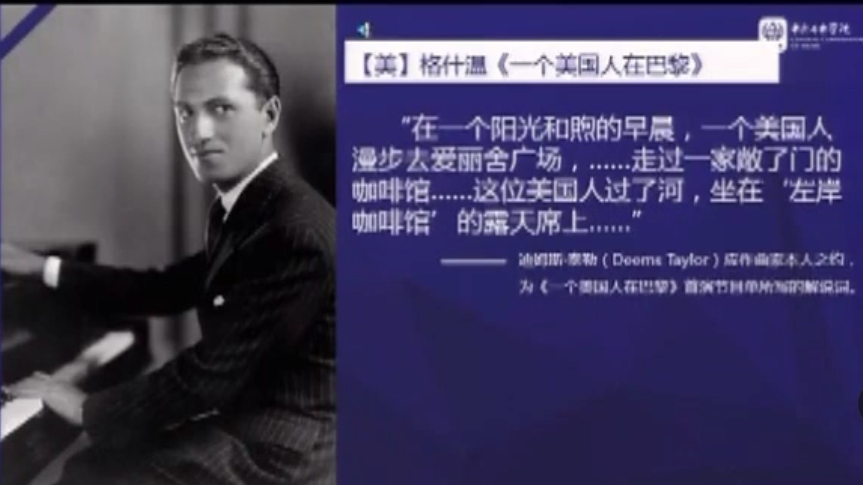 【美】格什温《一个美国人在巴黎》
“在一个阳光和煦的早晨，一个美国人
漫步去爱丽舍广场，……走过一家敞了门的
咖啡馆……这位美国人过了河，坐在‘左岸
咖啡馆’的露天席上……”
——— 迪姆斯·泰勒（Deems Taylor）应作曲家本人之约，
为《一个美国人在巴黎》首演节目单所写的解说词。